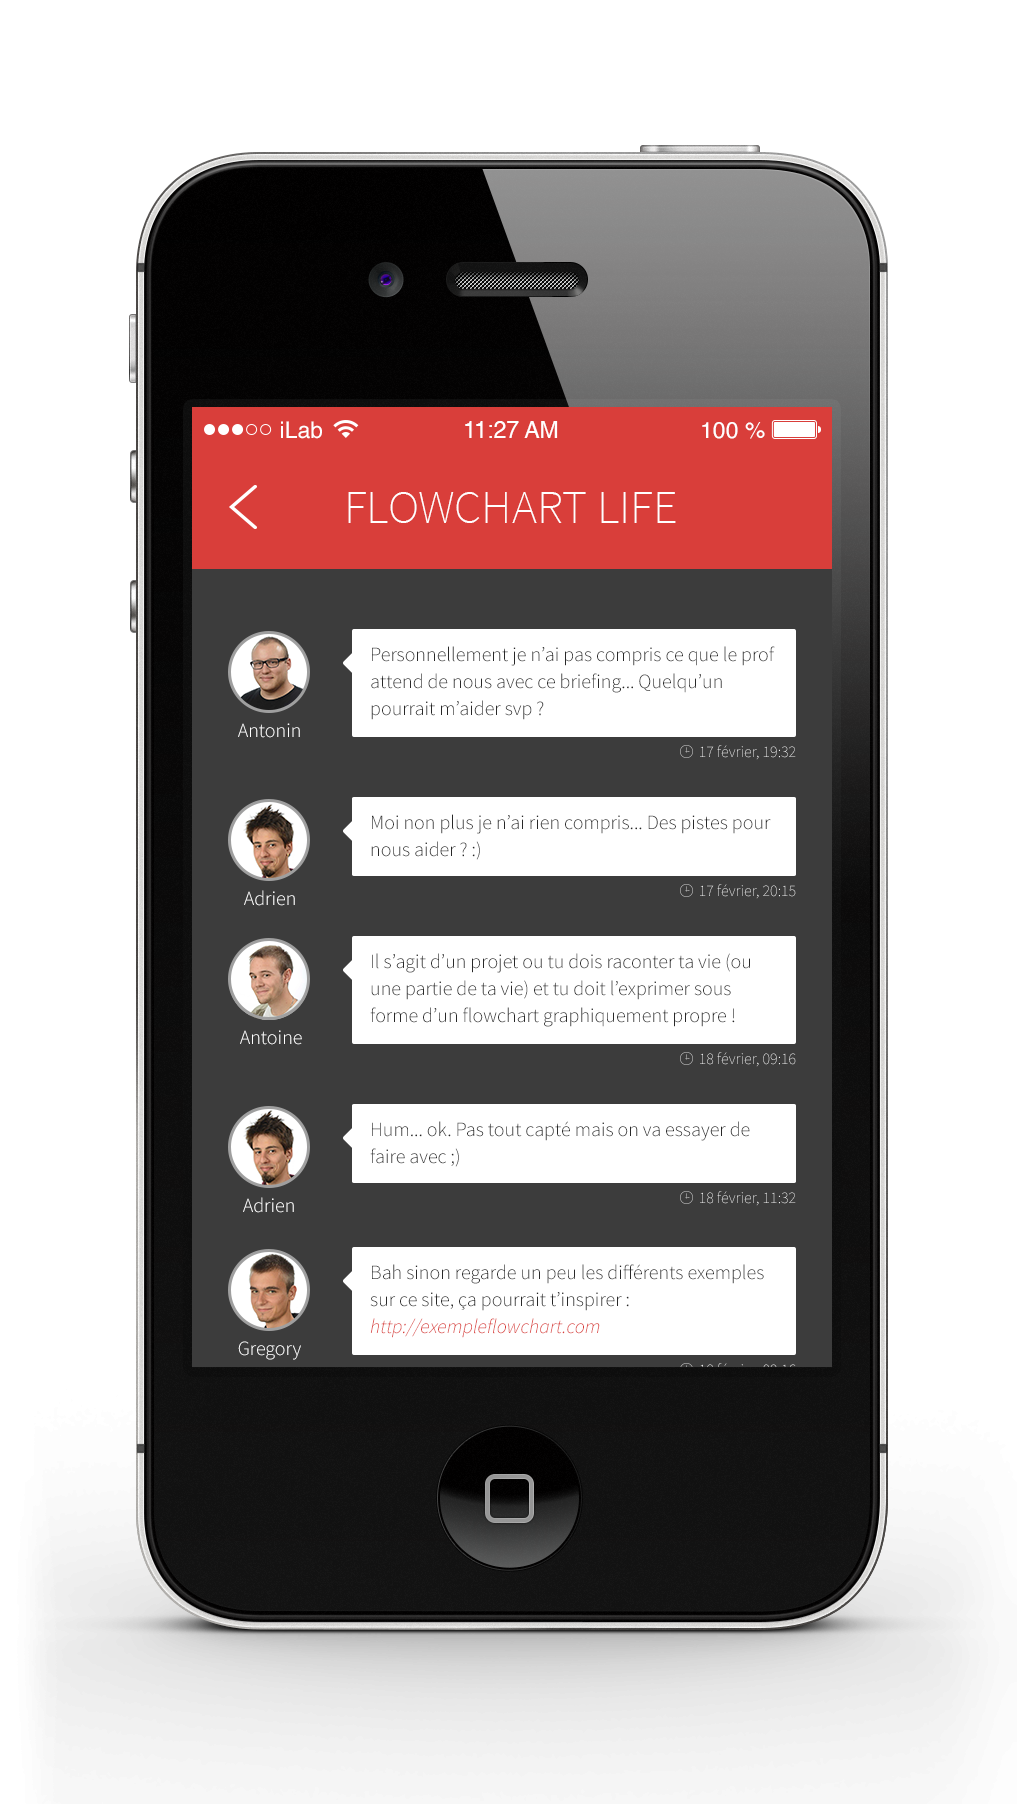 iLab 11:27 AM 100 %
FLOWCHART LIFE
Personnellement je n’ai pas compris ce que le prof
attend de nous avec ce briefing... Quelqu’un
pourrait m’aider svp ?
Antonin
17 février, 19:32
Moi non plus je n’ai rien compris... Des pistes pour
nous aider ? :)
Adrien
17 février, 20:15
Il s’agit d’un projet ou tu dois raconter ta vie (ou
une partie de ta vie) et tu doit l’exprimer sous
forme d’un flowchart graphiquement propre !
Antoine
18 février, 09:16
Hum... ok. Pas tout capté mais on va essayer de
faire avec ;)
Adrien
18 février, 11:32
Bah sinon regarde un peu les différents exemples
sur ce site, ça pourrait t’inspirer :
http://exempleflowchart.com
Gregory